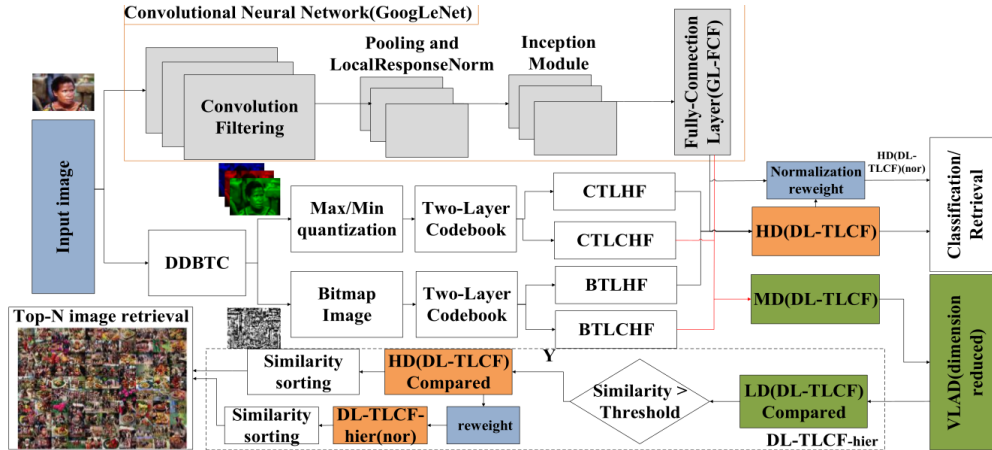 Convolutional Neural Network(GoogLeNet)
Pooling and
LocalResponseNorm
Inception
Module
Convolution
Filtering
Fully-Connection
Layer(GL-FCF)
Input image
DDBTC
Max/Min
quantization
Two-Layer
Codebook
CTLHF
CTLCHF
Bitmap
Image
Two-Layer
Codebook
BTLHF
BTLCHF
Normalization
reweight
HD(DL-
TLCF)(nor)
HD(DL-TLCF)
Classification/
Retrieval
MD(DL-TLCF)
VLAD(dimension
reduced)
Top-N image retrieval
Similarity
sorting
HD(DL-TLCF)
Compared
Y
Similarity >
Threshold
LD(DL-TLCF)
Compared
Similarity
sorting
DL-TLCF-
hier(nor)
reweight
DL-TLCF-hier